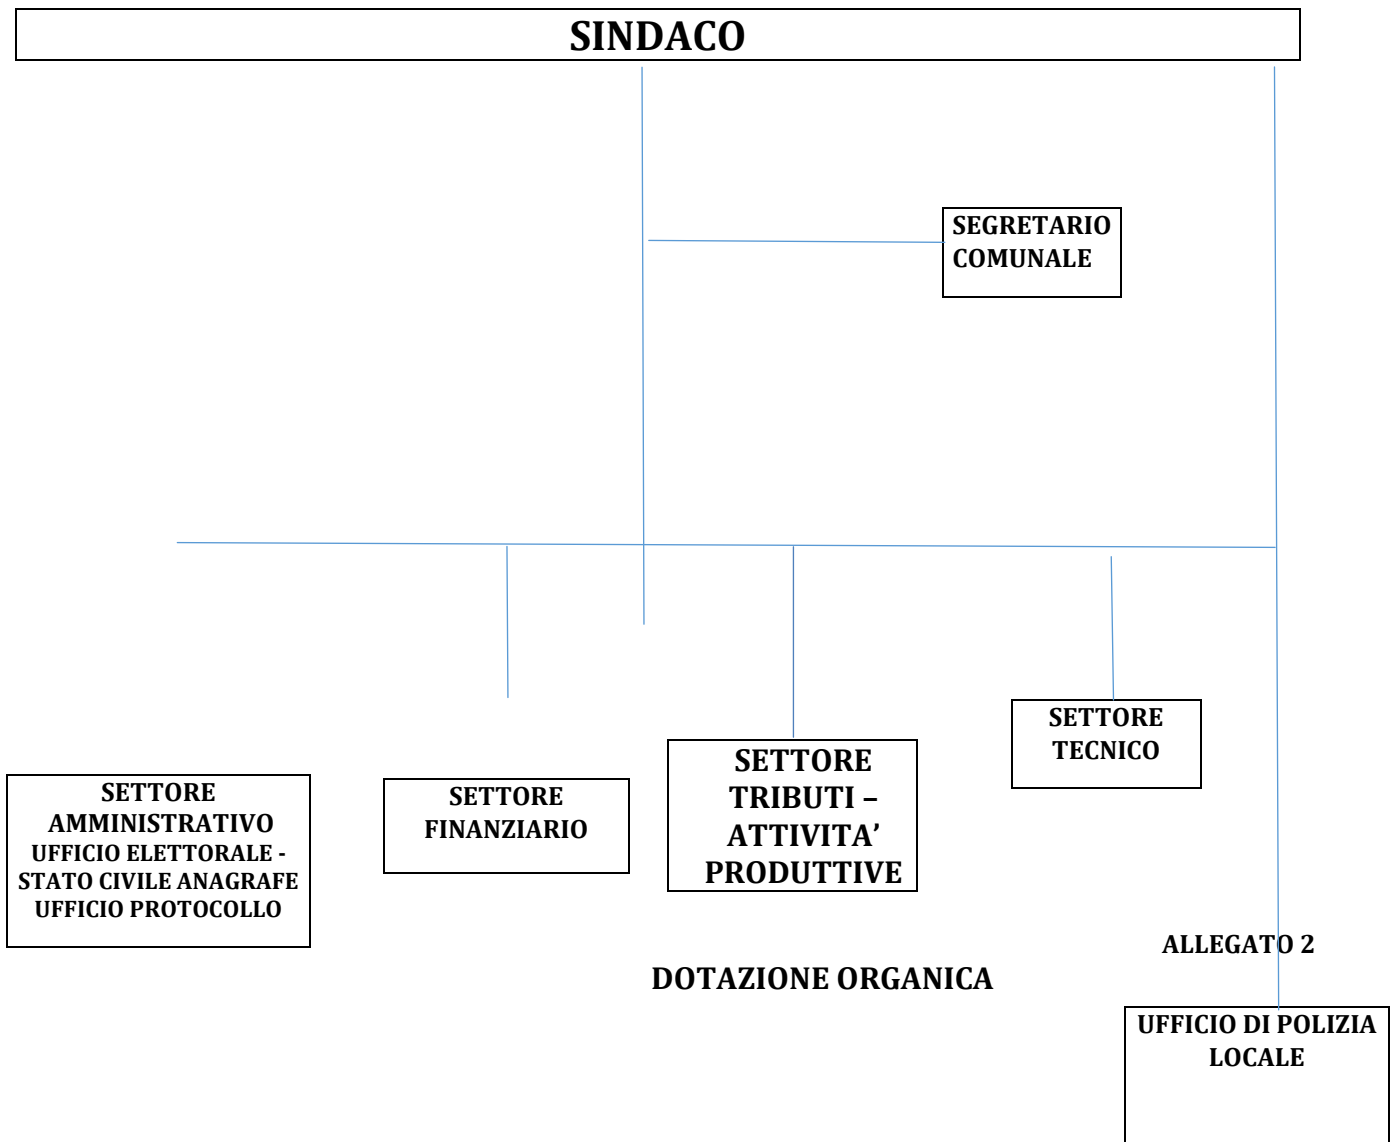 SINDACO
SEGRETARIO
COMUNALE
SETTORE
AMMINISTRATIVO
UFFICIO ELETTORALE -
STATO CIVILE ANAGRAFE
UFFICIO PROTOCOLLO
SETTORE
FINANZIARIO
SETTORE
TRIBUTI –
ATTIVITA’
PRODUTTIVE
SETTORE
TECNICO
ALLEGATO 2
DOTAZIONE ORGANICA
UFFICIO DI POLIZIA
LOCALE